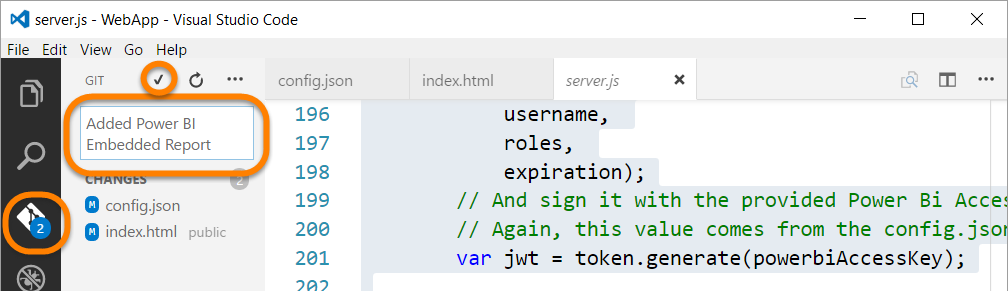 server.js - WebApp - Visual Studio Code
File Edit View Go Help
GIT
config.json index.html server.js
Added Power BI
Embedded Report
CHANGES 2
M config.json
M index.html public
2
196 username,
197 roles,
198 expiration);
199 // And sign it with the provided Power Bi Acces
200 // Again, this value comes from the config.json
201 var jwt = token.generate(powerbiAccessKey);
202